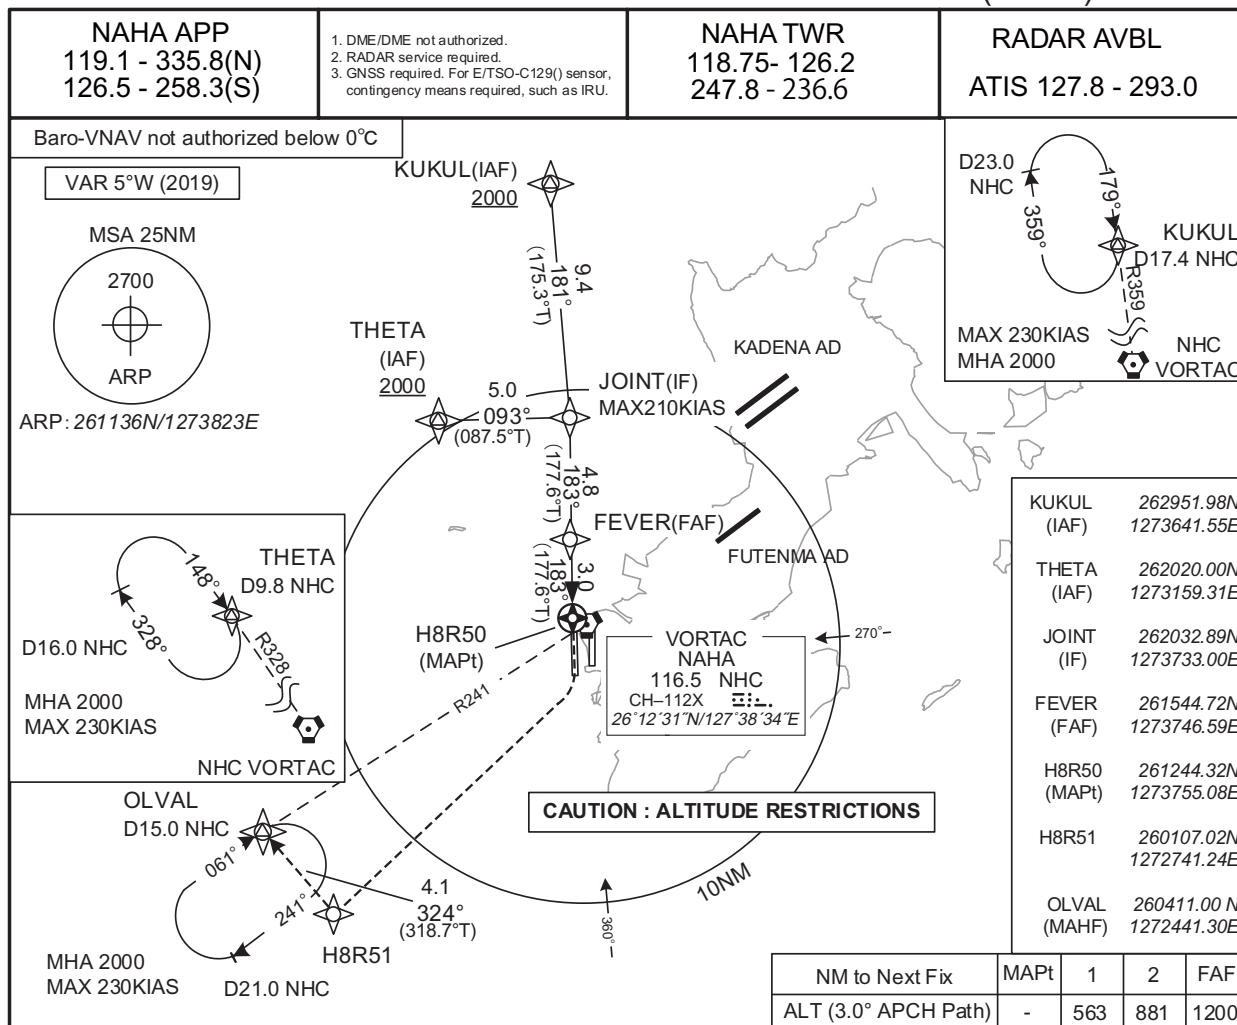 NAHA APP
119.1 - 335.8(N)
126.5 - 258.3(S)
1. DME/DME not authorized.
2. RADAR service required.
3. GNSS required. For E/TSO-C129() sensor,
contingency means required, such as IRU.
NAHA TWR
118.75- 126.2
247.8 - 236.6
RADAR AVBL
ATIS 127.8 - 293.0
Baro-VNAV not authorized below 0°C
VAR 5°W (2019)
MSA 25NM
2700
ARP
ARP: 261136N/1273823E
KUKUL(IAF)
2000
9.4
181°
(175.3°T)
THETA
(IAF)
2000
5.0
093°
(087.5°T)
JOINT(IF)
MAX210KIAS
KADENA AD
4.8
183°
(177.6°T)
FEVER(FAF)
FUTENMA AD
3.0
183°
(177.6°T)
H8R50
(MAPt)
VORTAC
NAHA
116.5 NHC
CH–112X
26°12´31˝N/127°38´34˝E
270°
360°
10NM
CAUTION : ALTITUDE RESTRICTIONS
D23.0
NHC
179°
359°
KUKUL
D17.4 NHC
R359
MAX 230KIAS
MHA 2000
NHC
VORTAC
THETA
D9.8 NHC
148°
328°
D16.0 NHC
R328
MHA 2000
MAX 230KIAS
NHC VORTAC
R241
OLVAL
D15.0 NHC
061°
241°
4.1
324°
(318.7°T)
H8R51
MHA 2000
MAX 230KIAS
D21.0 NHC
KUKUL 262951.98N
(IAF) 1273641.55E
THETA 262020.00N
(IAF) 1273159.31E
JOINT 262032.89N
(IF) 1273733.00E
FEVER 261544.72N
(FAF) 1273746.59E
H8R50 261244.32N
(MAPt) 1273755.08E
H8R51 260107.02N
1272741.24E
OLVAL 260411.00 N
(MAHF) 1272441.30E
NM to Next Fix MAPt 1 2 FAF
ALT (3.0° APCH Path) - 563 881 1200